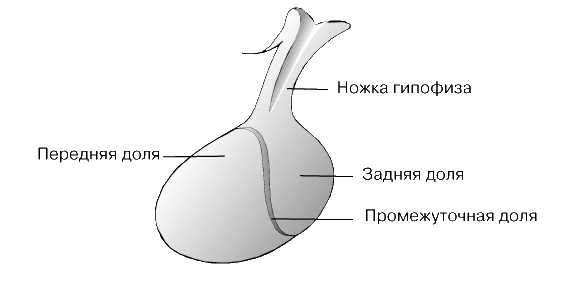 Ножка гипофиза
Передняя доля
Задняя доля
Промежуточная доля